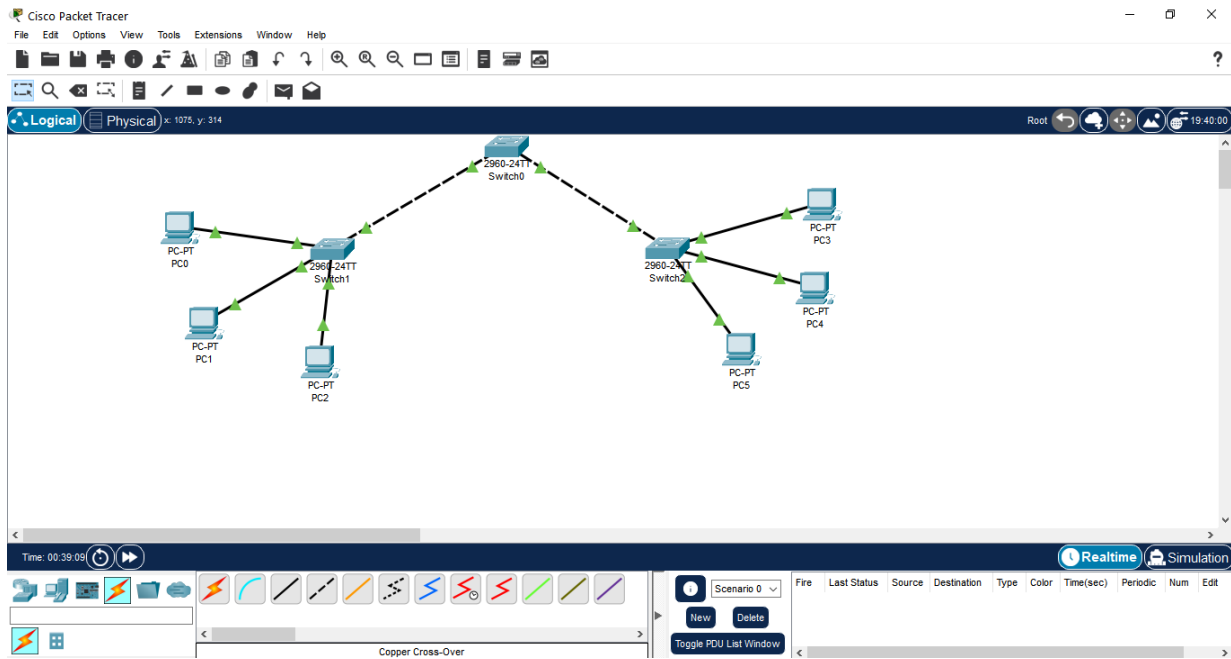 Cisco Packet Tracer
File Edit Options View Tools Extensions Window Help
?
Logical Physical x: 1075, y: 314 Root 19:40:00
2960-24TT
Switch0
PC-PT
PC0
2960-24TT
Switch1
PC-PT
PC1
PC-PT
PC2
2960-24TT
Switch2
PC-PT
PC3
PC-PT
PC4
PC-PT
PC5
Time: 00:39:09 Realtime Simulation
Scenario 0
New Delete
Toggle PDU List Window
Fire Last Status Source Destination Type Color Time(sec) Periodic Num Edit
Copper Cross-Over